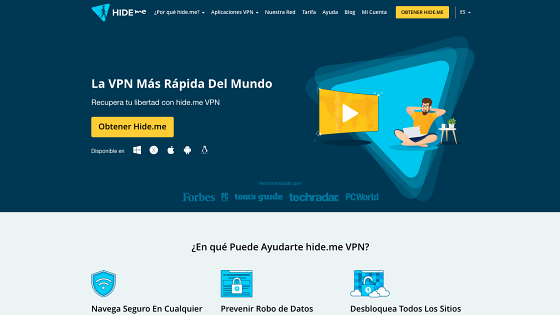 HIDE me ¿Por qué hide.me? Aplicaciones VPN Nuestra Red Tarifa Ayuda Blog Mi Cuenta OBTENER HIDE.ME ES
La VPN Más Rápida Del Mundo
Recupera tu libertad con hide.me VPN
Obtener Hide.me
Disponible en
Recomendado por
Forbes PC tom's guide techradar. PCWorld
¿En qué Puede Ayudarte hide.me VPN?
Navega Seguro En Cualquier Prevenir Robo de Datos Desbloquea Todos Los Sitios